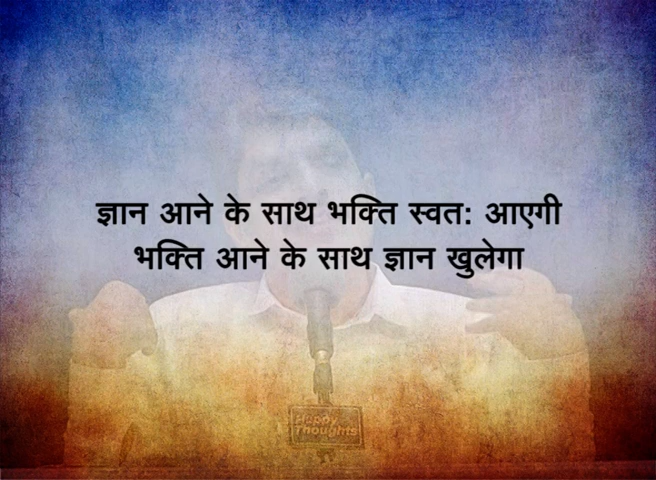 ज्ञान आने के साथ भक्ति स्वत: आएगी
भक्ति आने के साथ ज्ञान खुलेगा
Happy
Thoughts